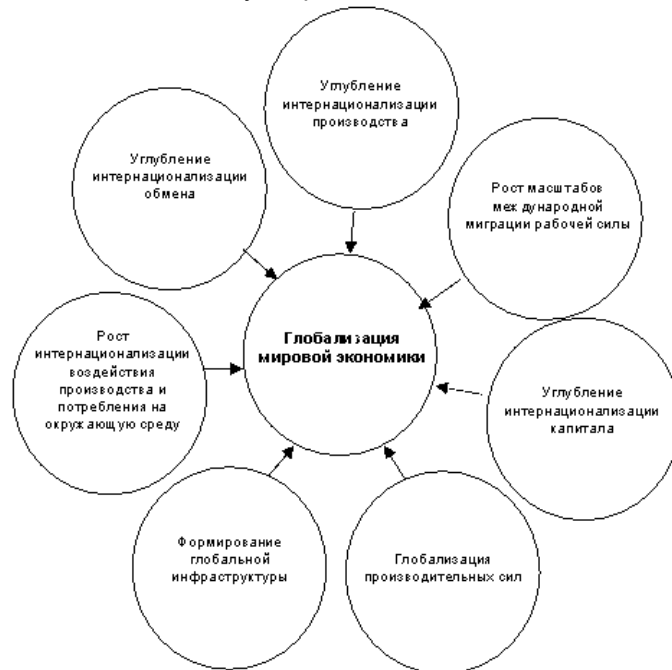 Углубление
интернационализации
производства
Углубление
интернационализации
обмена
Рост масштабов
международной
миграции рабочей силы
Глобализация
мировой экономики
Рост
интернационализации
воздействия
производства и
потребления на
окружающую среду
Углубление
интернационализации
капитала
Формирование
глобальной
инфраструктуры
Глобализация
производительных сил